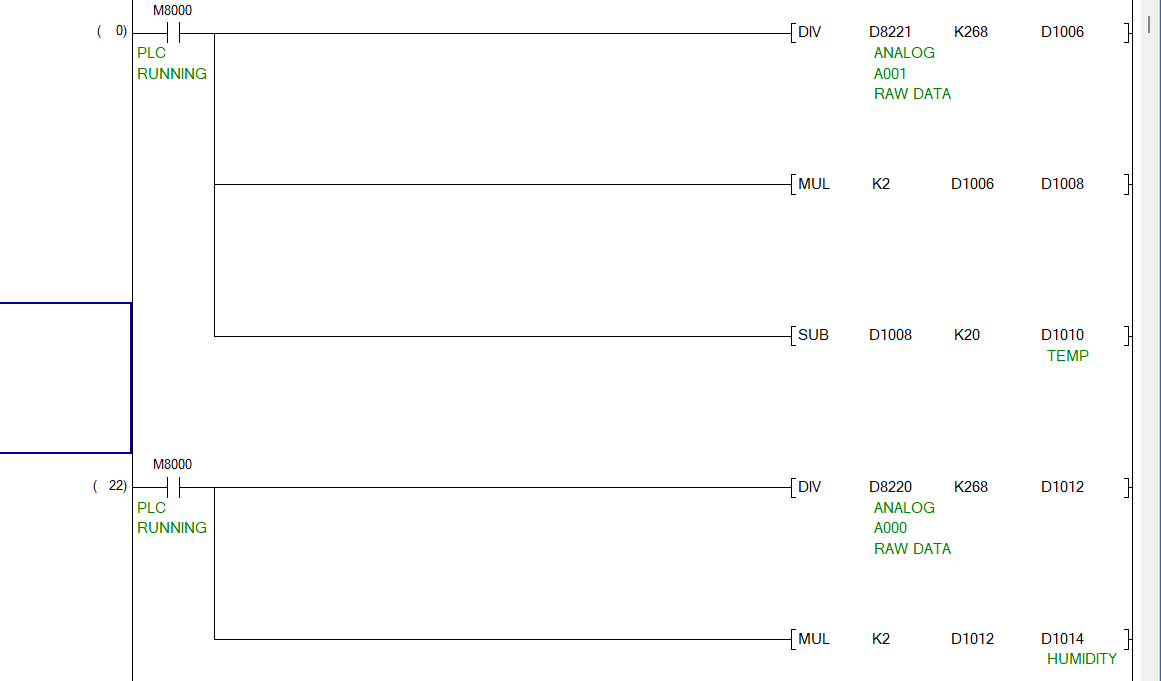 M8000
( 0) [DIV D8221 K268 D1006 ]
PLC ANALOG
RUNNING A001
RAW DATA
[MUL K2 D1006 D1008 ]
[SUB D1008 K20 D1010 ]
TEMP
M8000
( 22) [DIV D8220 K268 D1012 ]
PLC ANALOG
RUNNING A000
RAW DATA
[MUL K2 D1012 D1014 ]
HUMIDITY